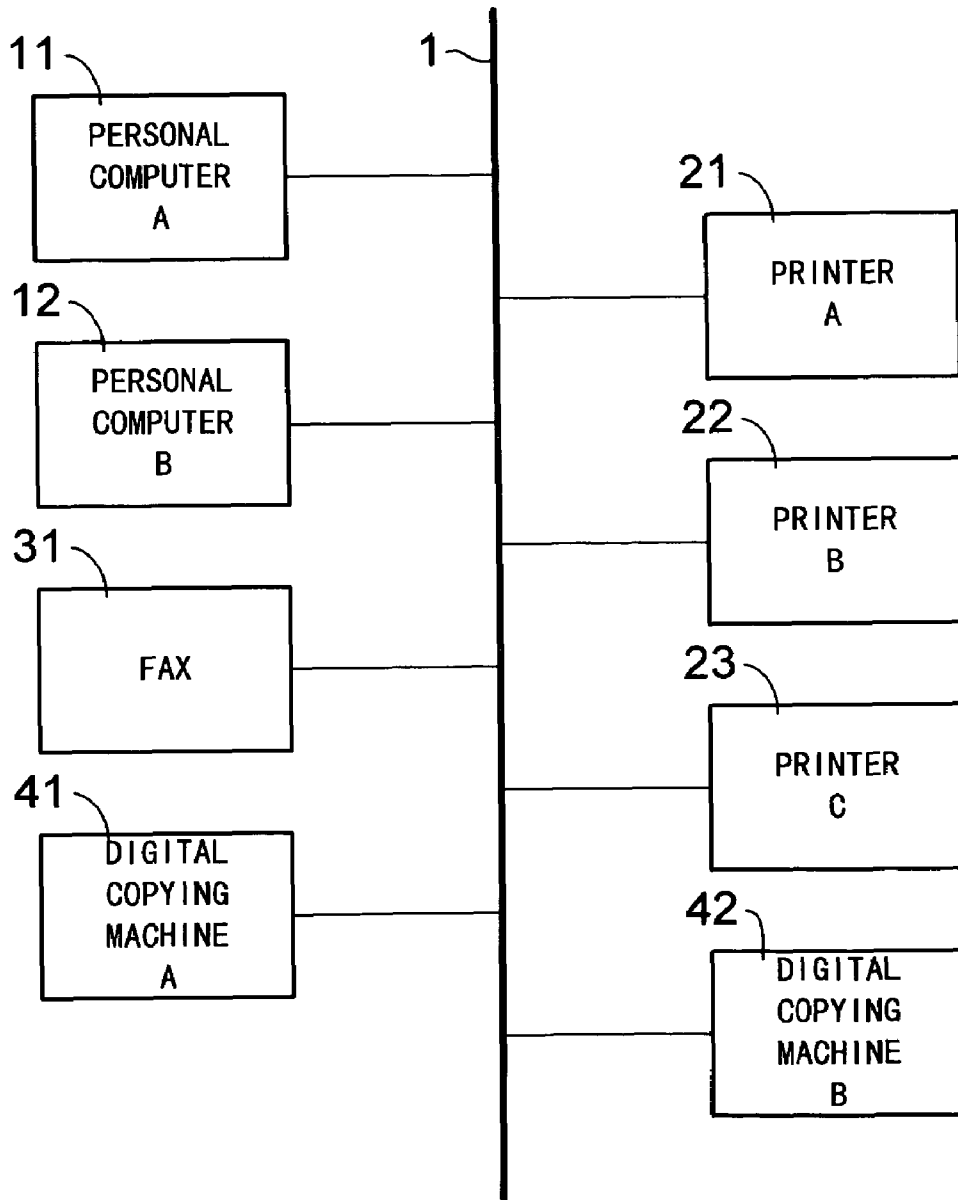 11
PERSONAL
COMPUTER
A
12
PERSONAL
COMPUTER
B
31
FAX
41
DIGITAL
COPYING
MACHINE
A
1
21
PRINTER
A
22
PRINTER
B
23
PRINTER
C
42
DIGITAL
COPYING
MACHINE
B